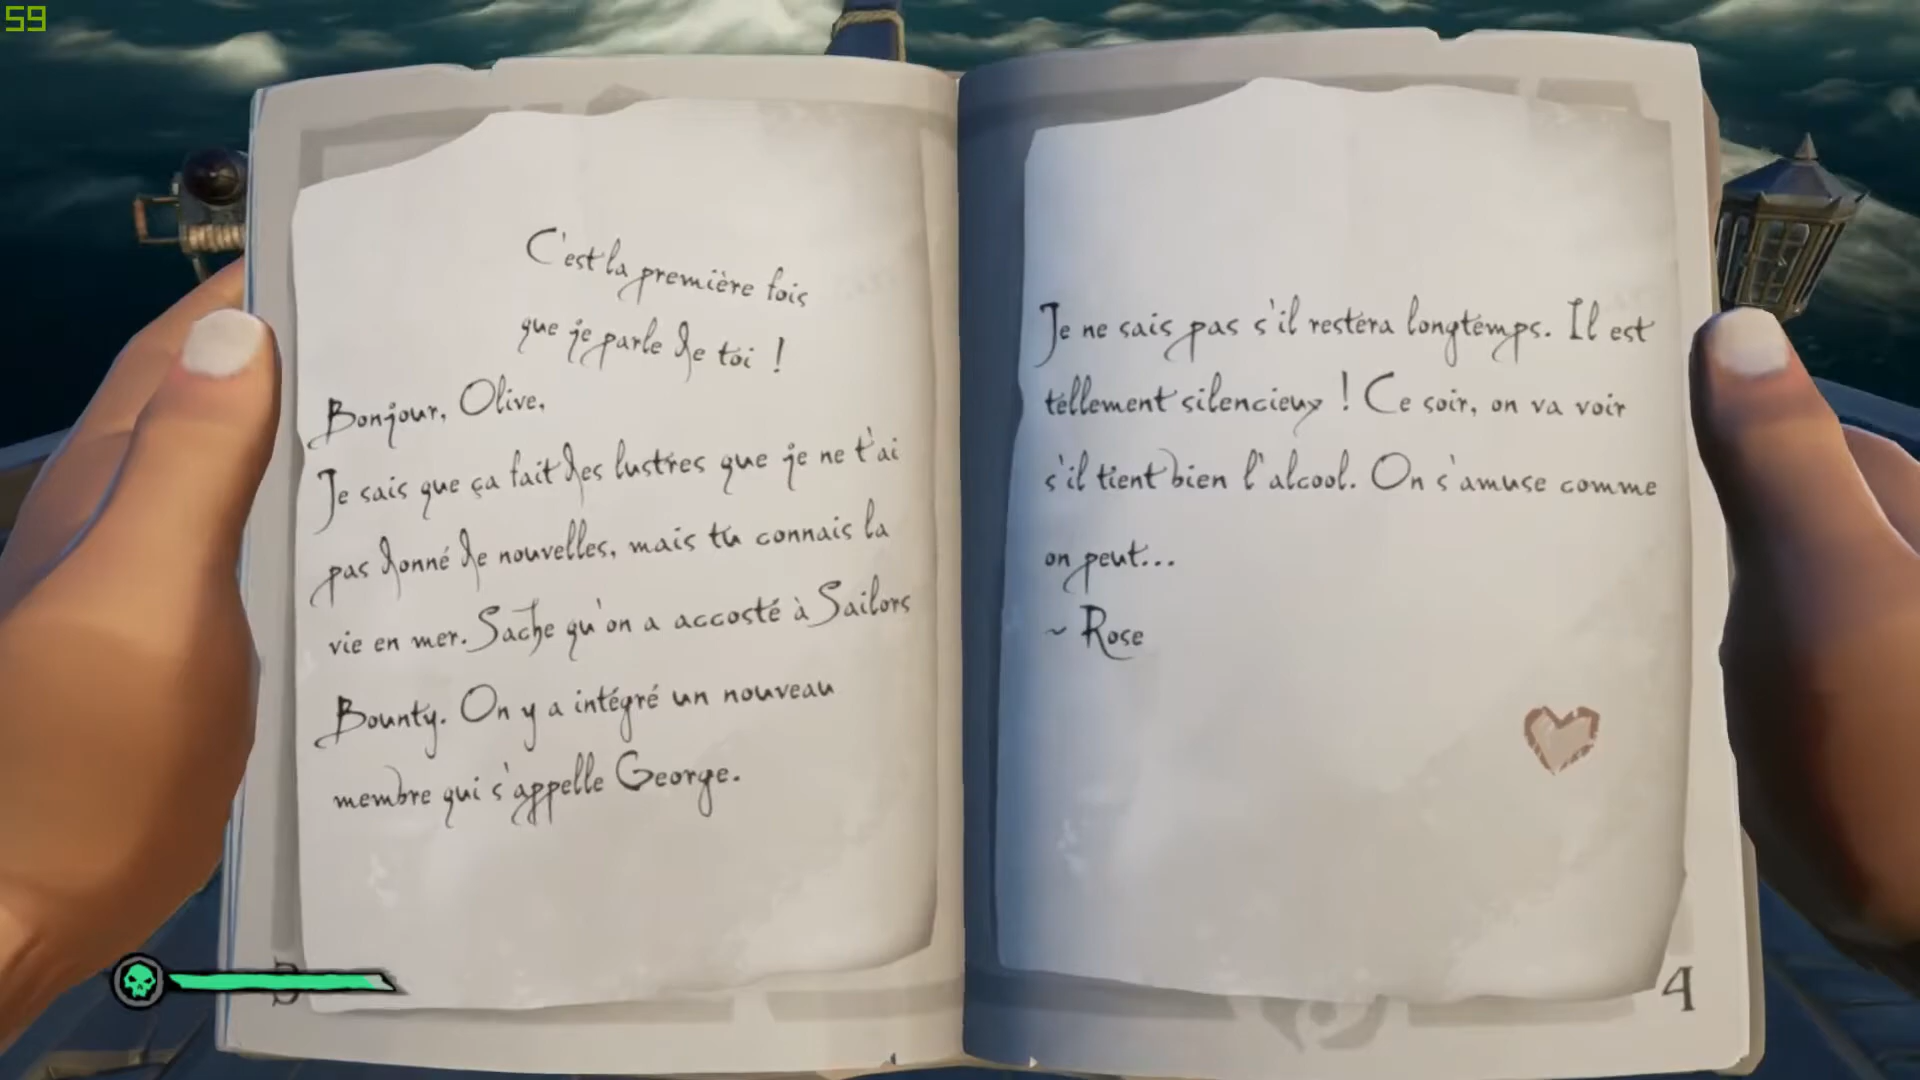 59
C'est la première fois
que je parle de toi !
Bonjour, Olive,
Je sais que ça fait des lustres que je ne t'ai
pas donné de nouvelles, mais tu connais la
vie en mer. Sache qu'on a accosté à Sailors
Bounty. On y a intégré un nouveau
membre qui s'appelle George.
3
Je ne sais pas s'il restera longtemps. Il est
tellement silencieux ! Ce soir, on va voir
s'il tient bien l'alcool. On s'amuse comme
on peut...
~ Rose
4